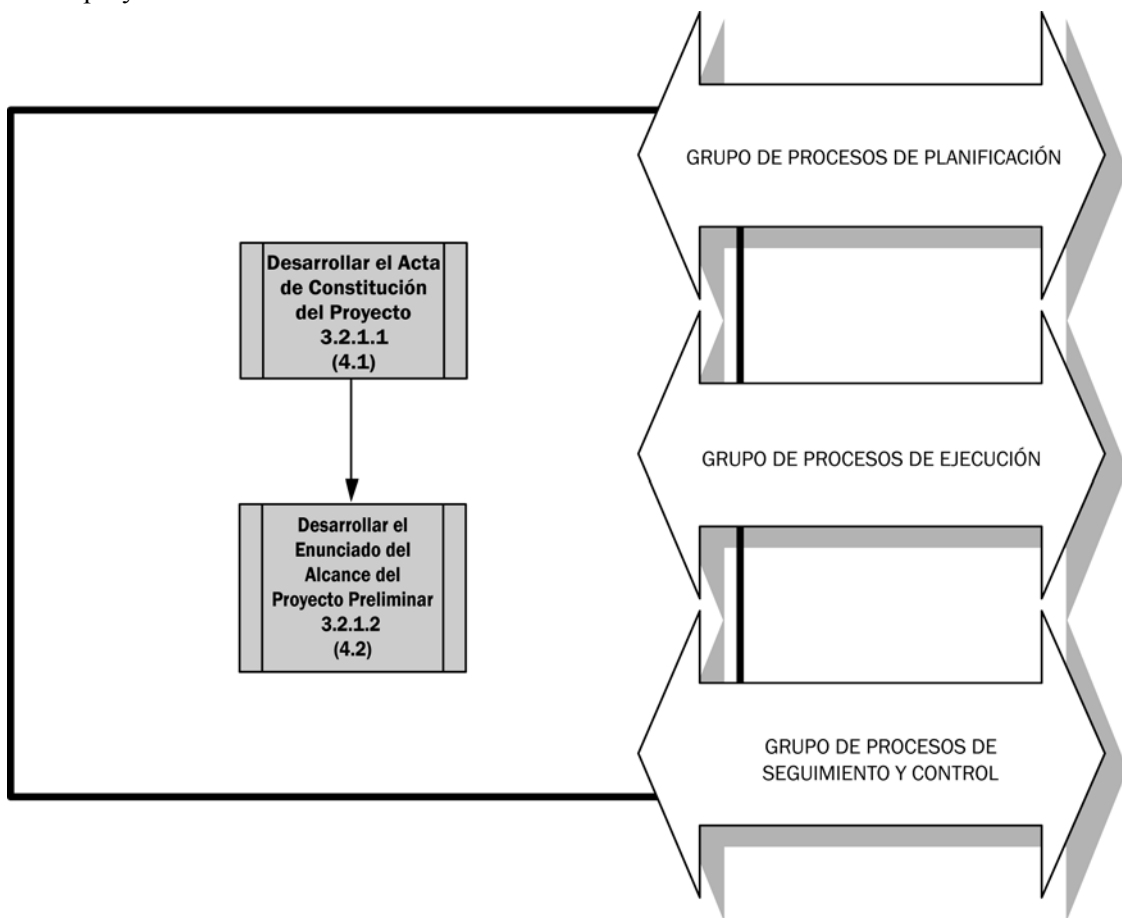 GRUPO DE PROCESOS DE PLANIFICACIÓN
Desarrollar el Acta
de Constitución
del Proyecto
3.2.1.1
(4.1)
GRUPO DE PROCESOS DE EJECUCIÓN
Desarrollar el
Enunciado del
Alcance del
Proyecto Preliminar
3.2.1.2
(4.2)
GRUPO DE PROCESOS DE
SEGUIMIENTO Y CONTROL